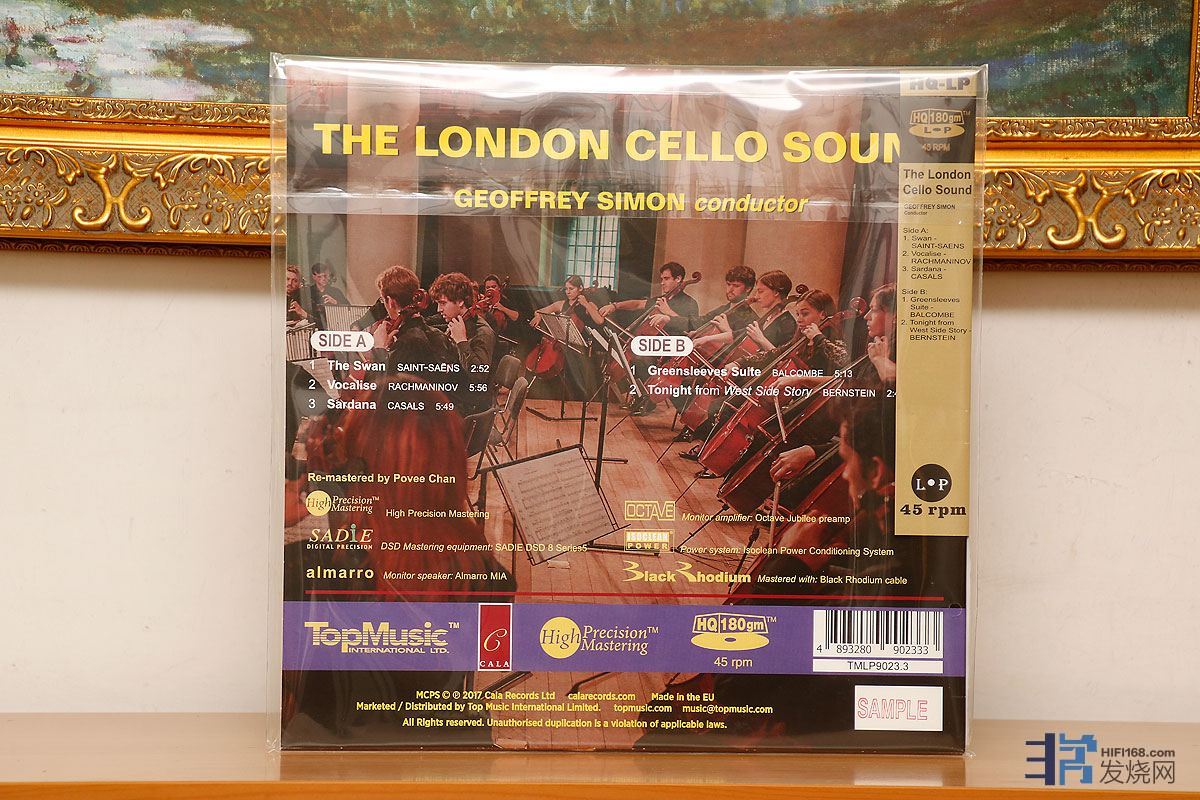 THE LONDON CELLO SOUN
GEOFFREY SIMON conductor
SIDE A
1 The Swan SAINT-SAËNS 2:52
2 Vocalise RACHMANINOV 5:56
3 Sardana CASALS 5:49
SIDE B
1 Greensleeves Suite BALCOMBE 5:13
2 Tonight from West Side Story BERNSTEIN
Re-mastered by Povee Chan
High Precision Mastering™ High Precision Mastering
SADiE DIGITAL PRECISION DSD Mastering equipment: SADIE DSD 8 Series5
almarro Monitor speaker: Almarro MIA
OCTAVE Monitor amplifier: Octave Jubilee preamp
ISOCLEAN POWER Power system: Isoclean Power Conditioning System
Black Rhodium Mastered with: Black Rhodium cable
TopMusic™
INTERNATIONAL LTD.
C
CALA
High Precision™
Mastering
HQ 180gm™
45 rpm
4 893280 902333
TMLP9023.3
MCPS © ℗ 2017 Cala Records Ltd calarecords.com Made in the EU
Marketed / Distributed by Top Music International Limited. topmusic.com music@topmusic.com
All Rights reserved. Unauthorised duplication is a violation of applicable laws.
SAMPLE
HQ-LP
HQ 180gm™
L P
45 RPM
The London
Cello Sound
GEOFFREY SIMON
Conductor
Side A:
1. Swan -
SAINT-SAENS
2. Vocalise -
RACHMANINOV
3. Sardana -
CASALS
Side B:
1. Greensleeves
Suite -
BALCOMBE
2. Tonight from
West Side Story -
BERNSTEIN
L P
45 rpm
HIFI168.com
发烧网